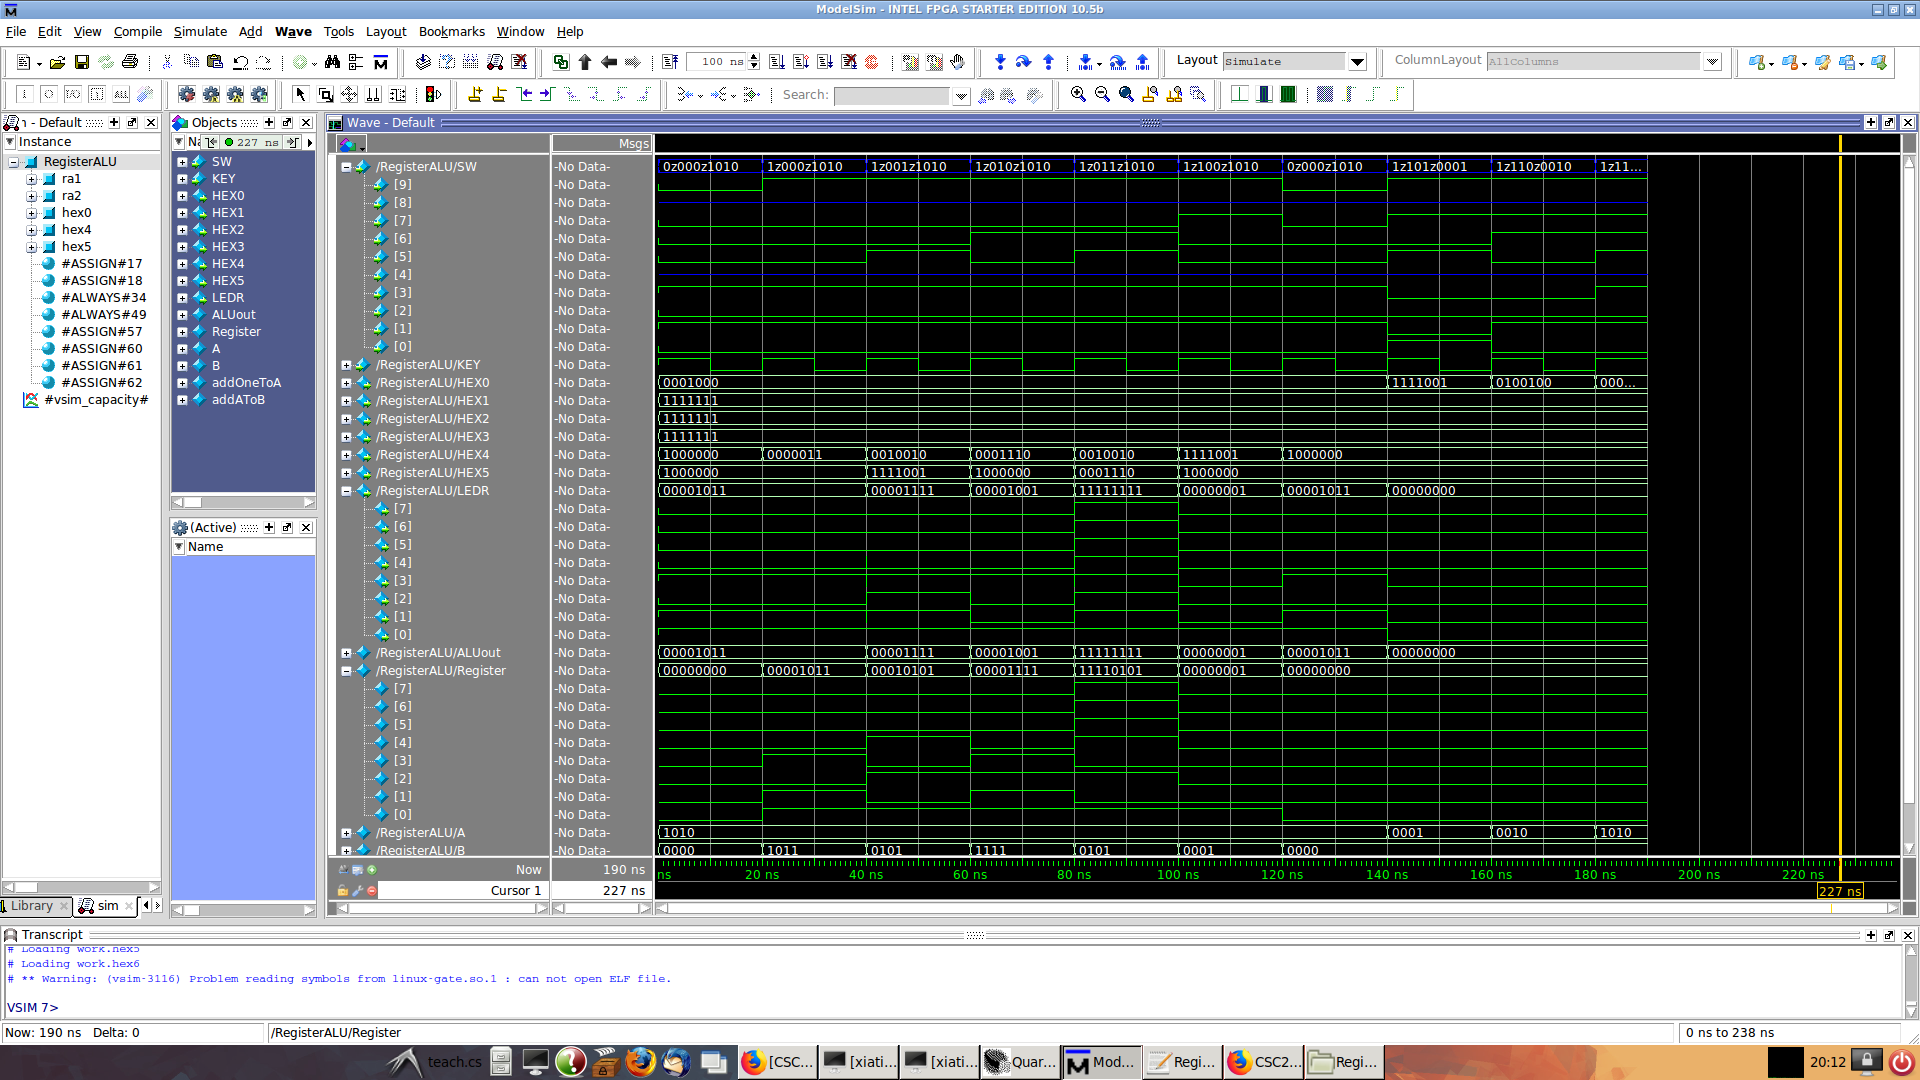 ModelSim - INTEL FPGA STARTER EDITION 10.5b
File Edit View Compile Simulate Add Wave Tools Layout Bookmarks Window Help
100 ns
Layout Simulate
ColumnLayout AllColumns
Search:
- Default
Instance
RegisterALU
ra1
ra2
hex0
hex4
hex5
#ASSIGN#17
#ASSIGN#18
#ALWAYS#34
#ALWAYS#49
#ASSIGN#57
#ASSIGN#60
#ASSIGN#61
#ASSIGN#62
#vsim_capacity#
Library
sim
Objects
227 ns
SW
KEY
HEX0
HEX1
HEX2
HEX3
HEX4
HEX5
LEDR
ALUout
Register
A
B
addOneToA
addAToB
(Active)
Name
Wave - Default
Msgs
/RegisterALU/SW -No Data- 0z000z1010 1z000z1010 1z001z1010 1z010z1010 1z011z1010 1z100z1010 0z000z1010 1z101z0001 1z110z0010 1z11...
[9] -No Data-
[8] -No Data-
[7] -No Data-
[6] -No Data-
[5] -No Data-
[4] -No Data-
[3] -No Data-
[2] -No Data-
[1] -No Data-
[0] -No Data-
/RegisterALU/KEY -No Data-
/RegisterALU/HEX0 -No Data- 0001000 1111001 0100100 000...
/RegisterALU/HEX1 -No Data- 1111111
/RegisterALU/HEX2 -No Data- 1111111
/RegisterALU/HEX3 -No Data- 1111111
/RegisterALU/HEX4 -No Data- 1000000 0000011 0010010 0001110 0010010 1111001 1000000
/RegisterALU/HEX5 -No Data- 1000000 1111001 1000000 0001110 1000000
/RegisterALU/LEDR -No Data- 00001011 00001111 00001001 11111111 00000001 00001011 00000000
[7] -No Data-
[6] -No Data-
[5] -No Data-
[4] -No Data-
[3] -No Data-
[2] -No Data-
[1] -No Data-
[0] -No Data-
/RegisterALU/ALUout -No Data- 00001011 00001111 00001001 11111111 00000001 00001011 00000000
/RegisterALU/Register -No Data- 00000000 00001011 00010101 00001111 11110101 00000001 00000000
[7] -No Data-
[6] -No Data-
[5] -No Data-
[4] -No Data-
[3] -No Data-
[2] -No Data-
[1] -No Data-
[0] -No Data-
/RegisterALU/A -No Data- 1010 0001 0010 1010
/RegisterALU/B -No Data- 0000 1011 0101 1111 0101 0001 0000
Now 190 ns ns 20 ns 40 ns 60 ns 80 ns 100 ns 120 ns 140 ns 160 ns 180 ns 200 ns 220 ns
Cursor 1 227 ns 227 ns
Transcript
# Loading work.hex5
# Loading work.hex6
# ** Warning: (vsim-3116) Problem reading symbols from linux-gate.so.1 : can not open ELF file.
VSIM 7>
Now: 190 ns Delta: 0 /RegisterALU/Register 0 ns to 238 ns
teach.cs [CSC... [xiati... [xiati... Quar... Mod... Regi... CSC2... Regi... 20:12